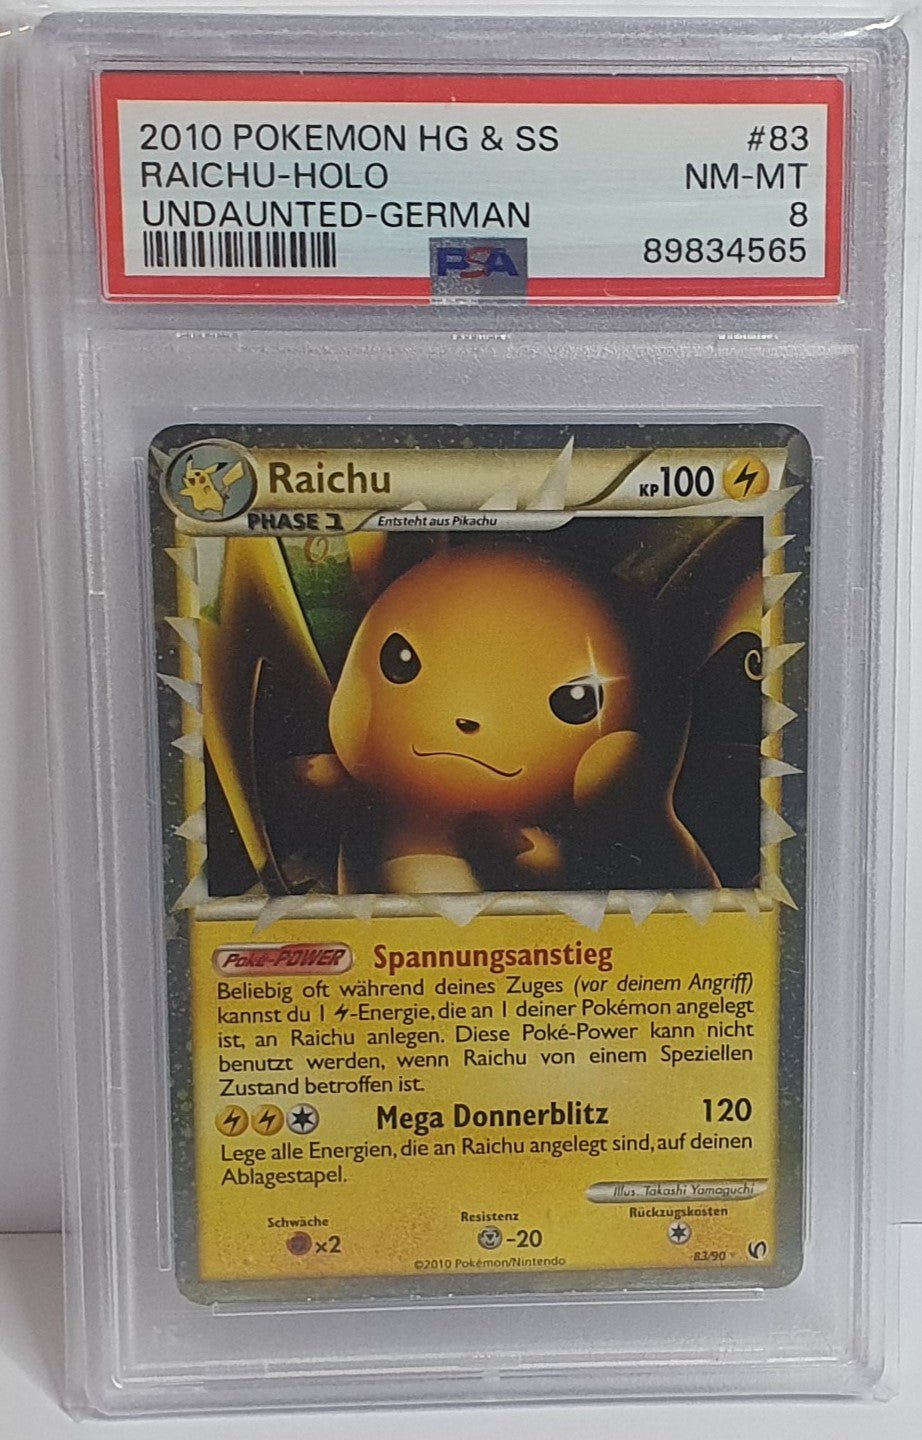 2010 POKEMON HG & SS #83
RAICHU-HOLO NM-MT
UNDAUNTED-GERMAN 8
89834565
PSA
Raichu KP100
PHASE 1 Entsteht aus Pikachu
Poké-POWER Spannungsanstieg
Beliebig oft während deines Zuges (vor deinem Angriff)
kannst du 1 -Energie, die an 1 deiner Pokémon angelegt
ist, an Raichu anlegen. Diese Poké-Power kann nicht
benutzt werden, wenn Raichu von einem Speziellen
Zustand betroffen ist.
Mega Donnerblitz 120
Lege alle Energien, die an Raichu angelegt sind, auf deinen
Ablagestapel.
Illus. Takashi Yamaguchi
Schwäche Resistenz Rückzugskosten
x2 -20
83/90
©2010 Pokémon/Nintendo